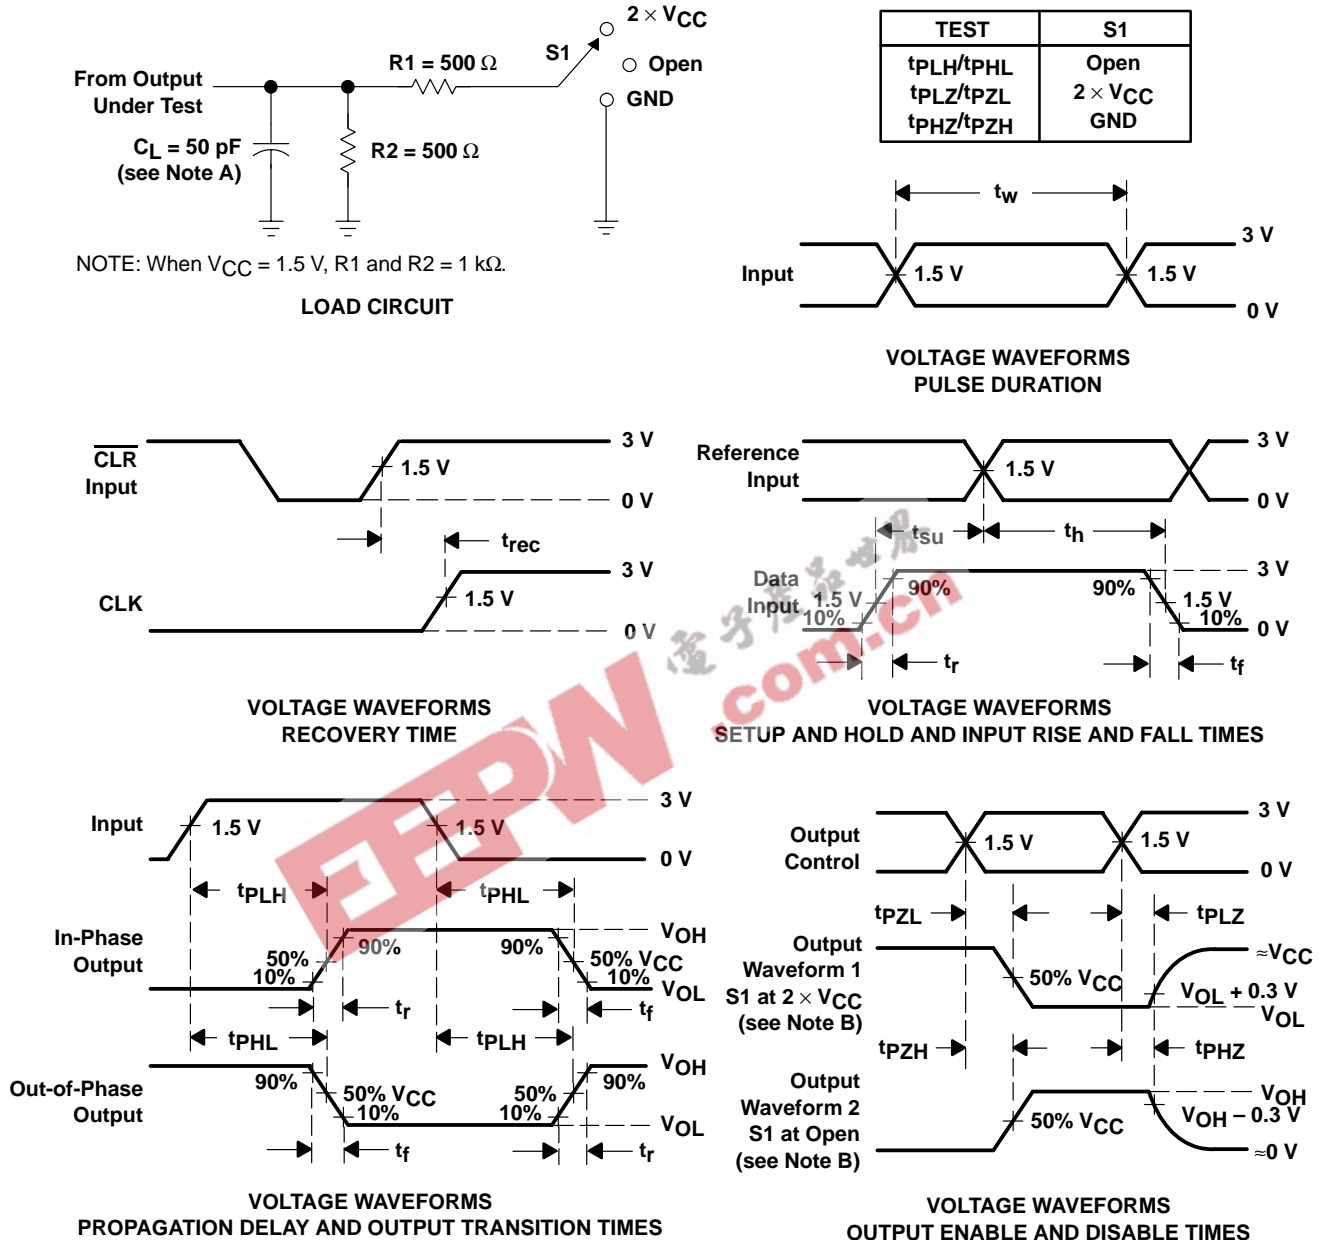 2 × VCC
S1
Open
GND
R1 = 500 Ω
From Output
Under Test
CL = 50 pF
(see Note A)
R2 = 500 Ω
NOTE: When VCC = 1.5 V, R1 and R2 = 1 kΩ.
LOAD CIRCUIT
TEST S1
tPLH/tPHL Open
tPLZ/tPZL 2 × VCC
tPHZ/tPZH GND
tw
3 V
Input 1.5 V 1.5 V
0 V
VOLTAGE WAVEFORMS
PULSE DURATION
CLR
Input
3 V
1.5 V
0 V
trec
CLK
3 V
1.5 V
0 V
VOLTAGE WAVEFORMS
RECOVERY TIME
Reference
Input
3 V
1.5 V
0 V
tsu th
Data
Input
3 V
90% 90%
1.5 V 1.5 V
10% 10%
0 V
tr tf
VOLTAGE WAVEFORMS
SETUP AND HOLD AND INPUT RISE AND FALL TIMES
電子產品世界
EEPW
.com.cn
Input
3 V
1.5 V 1.5 V
0 V
tPLH tPHL
In-Phase
Output
VOH
90% 90%
50% 50% VCC
10% 10%
VOL
tr tf
tPHL tPLH
Out-of-Phase
Output
VOH
90% 90%
50% VCC 50%
10% 10%
VOL
tf tr
VOLTAGE WAVEFORMS
PROPAGATION DELAY AND OUTPUT TRANSITION TIMES
Output
Control
3 V
1.5 V 1.5 V
0 V
tPZL tPLZ
Output
Waveform 1
S1 at 2 × VCC
(see Note B)
≈VCC
50% VCC
VOL + 0.3 V
VOL
tPZH tPHZ
Output
Waveform 2
S1 at Open
(see Note B)
VOH
VOH − 0.3 V
50% VCC
≈0 V
VOLTAGE WAVEFORMS
OUTPUT ENABLE AND DISABLE TIMES